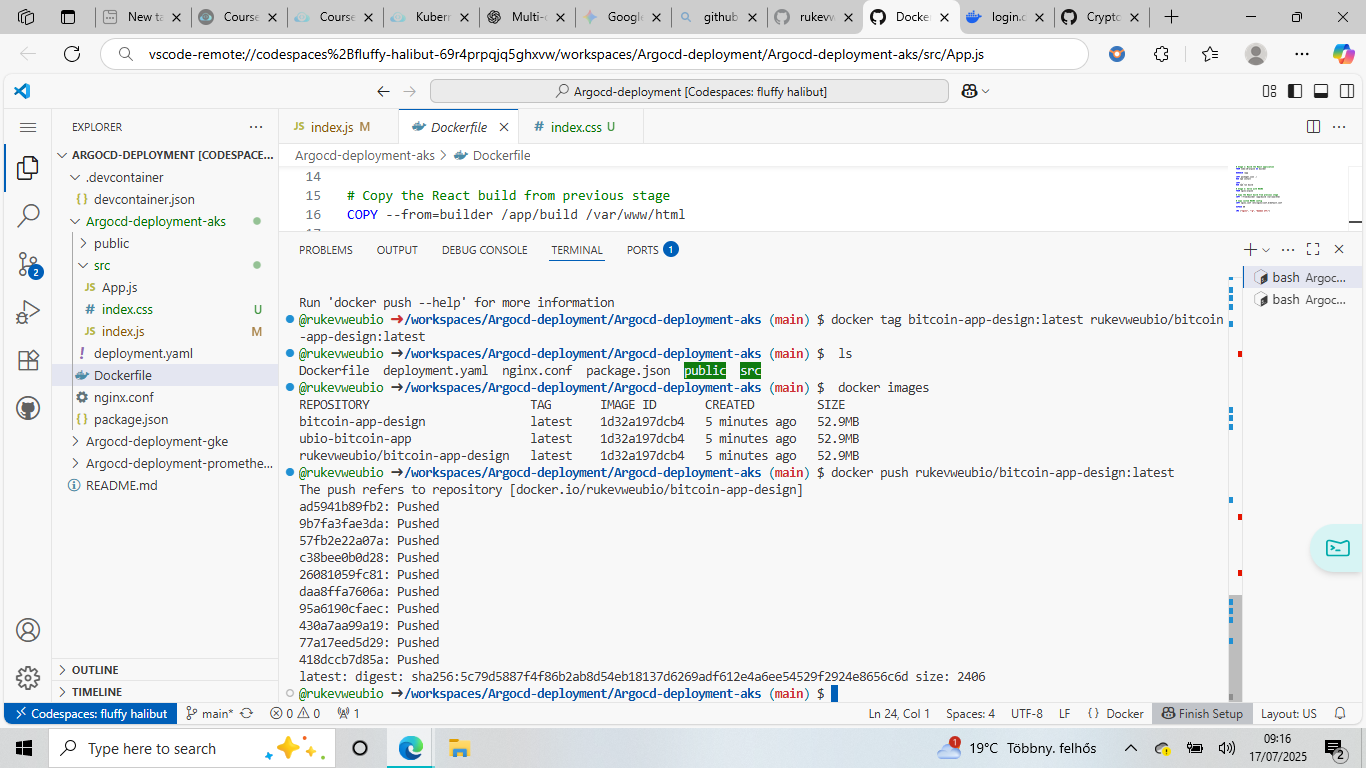 New ta
Course
Course
Kubern
Multi-c
Google
github
rukevw
Docker
login.c
Crypto
vscode-remote://codespaces%2Bfluffy-halibut-69r4prpqjq5ghxvw/workspaces/Argocd-deployment/Argocd-deployment-aks/src/App.js
Argocd-deployment [Codespaces: fluffy halibut]
EXPLORER
ARGOCD-DEPLOYMENT [CODESPACE...
.devcontainer
{ } devcontainer.json
Argocd-deployment-aks
public
src
JS App.js
# index.css U
JS index.js M
! deployment.yaml
Dockerfile
nginx.conf
{ } package.json
Argocd-deployment-gke
Argocd-deployment-promethe...
README.md
OUTLINE
TIMELINE
2
JS index.js M
Dockerfile
# index.css U
Argocd-deployment-aks > Dockerfile
14
15 # Copy the React build from previous stage
16 COPY --from=builder /app/build /var/www/html
PROBLEMS OUTPUT DEBUG CONSOLE TERMINAL PORTS 1
bash Argoc...
bash Argoc...
Run 'docker push --help' for more information
@rukevweubio ➜/workspaces/Argocd-deployment/Argocd-deployment-aks (main) $ docker tag bitcoin-app-design:latest rukevweubio/bitcoin
-app-design:latest
@rukevweubio ➜/workspaces/Argocd-deployment/Argocd-deployment-aks (main) $ ls
Dockerfile deployment.yaml nginx.conf package.json public src
@rukevweubio ➜/workspaces/Argocd-deployment/Argocd-deployment-aks (main) $ docker images
REPOSITORY TAG IMAGE ID CREATED SIZE
bitcoin-app-design latest 1d32a197dcb4 5 minutes ago 52.9MB
ubio-bitcoin-app latest 1d32a197dcb4 5 minutes ago 52.9MB
rukevweubio/bitcoin-app-design latest 1d32a197dcb4 5 minutes ago 52.9MB
@rukevweubio ➜/workspaces/Argocd-deployment/Argocd-deployment-aks (main) $ docker push rukevweubio/bitcoin-app-design:latest
The push refers to repository [docker.io/rukevweubio/bitcoin-app-design]
ad5941b89fb2: Pushed
9b7fa3fae3da: Pushed
57fb2e22a07a: Pushed
c38bee0b0d28: Pushed
26081059fc81: Pushed
daa8ffa7606a: Pushed
95a6190cfaec: Pushed
430a7aa99a19: Pushed
77a17eed5d29: Pushed
418dccb7d85a: Pushed
latest: digest: sha256:5c79d5887f4f86b2ab8d54eb18137d6269adf612e4a6ee54529f2924e8656c6d size: 2406
@rukevweubio ➜/workspaces/Argocd-deployment/Argocd-deployment-aks (main) $
Codespaces: fluffy halibut main* 0 0 1 Ln 24, Col 1 Spaces: 4 UTF-8 LF { } Docker Finish Setup Layout: US
Type here to search
1
19°C Többny. felhős
09:16
17/07/2025
2